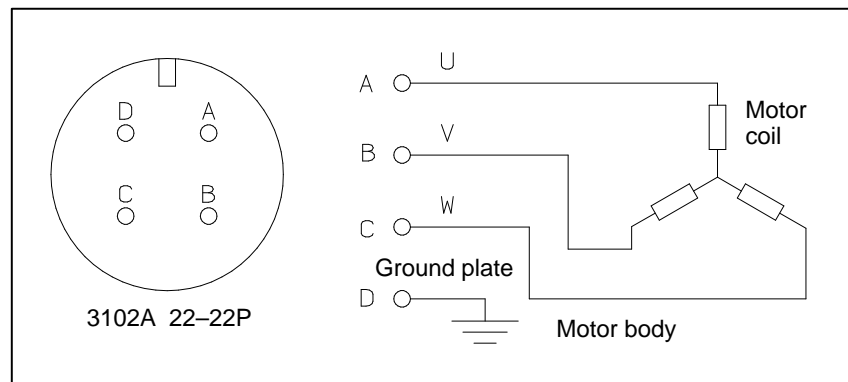 D A
C B
3102A 22–22P
A U
Motor
coil
B V
C W
Ground plate
D
Motor body